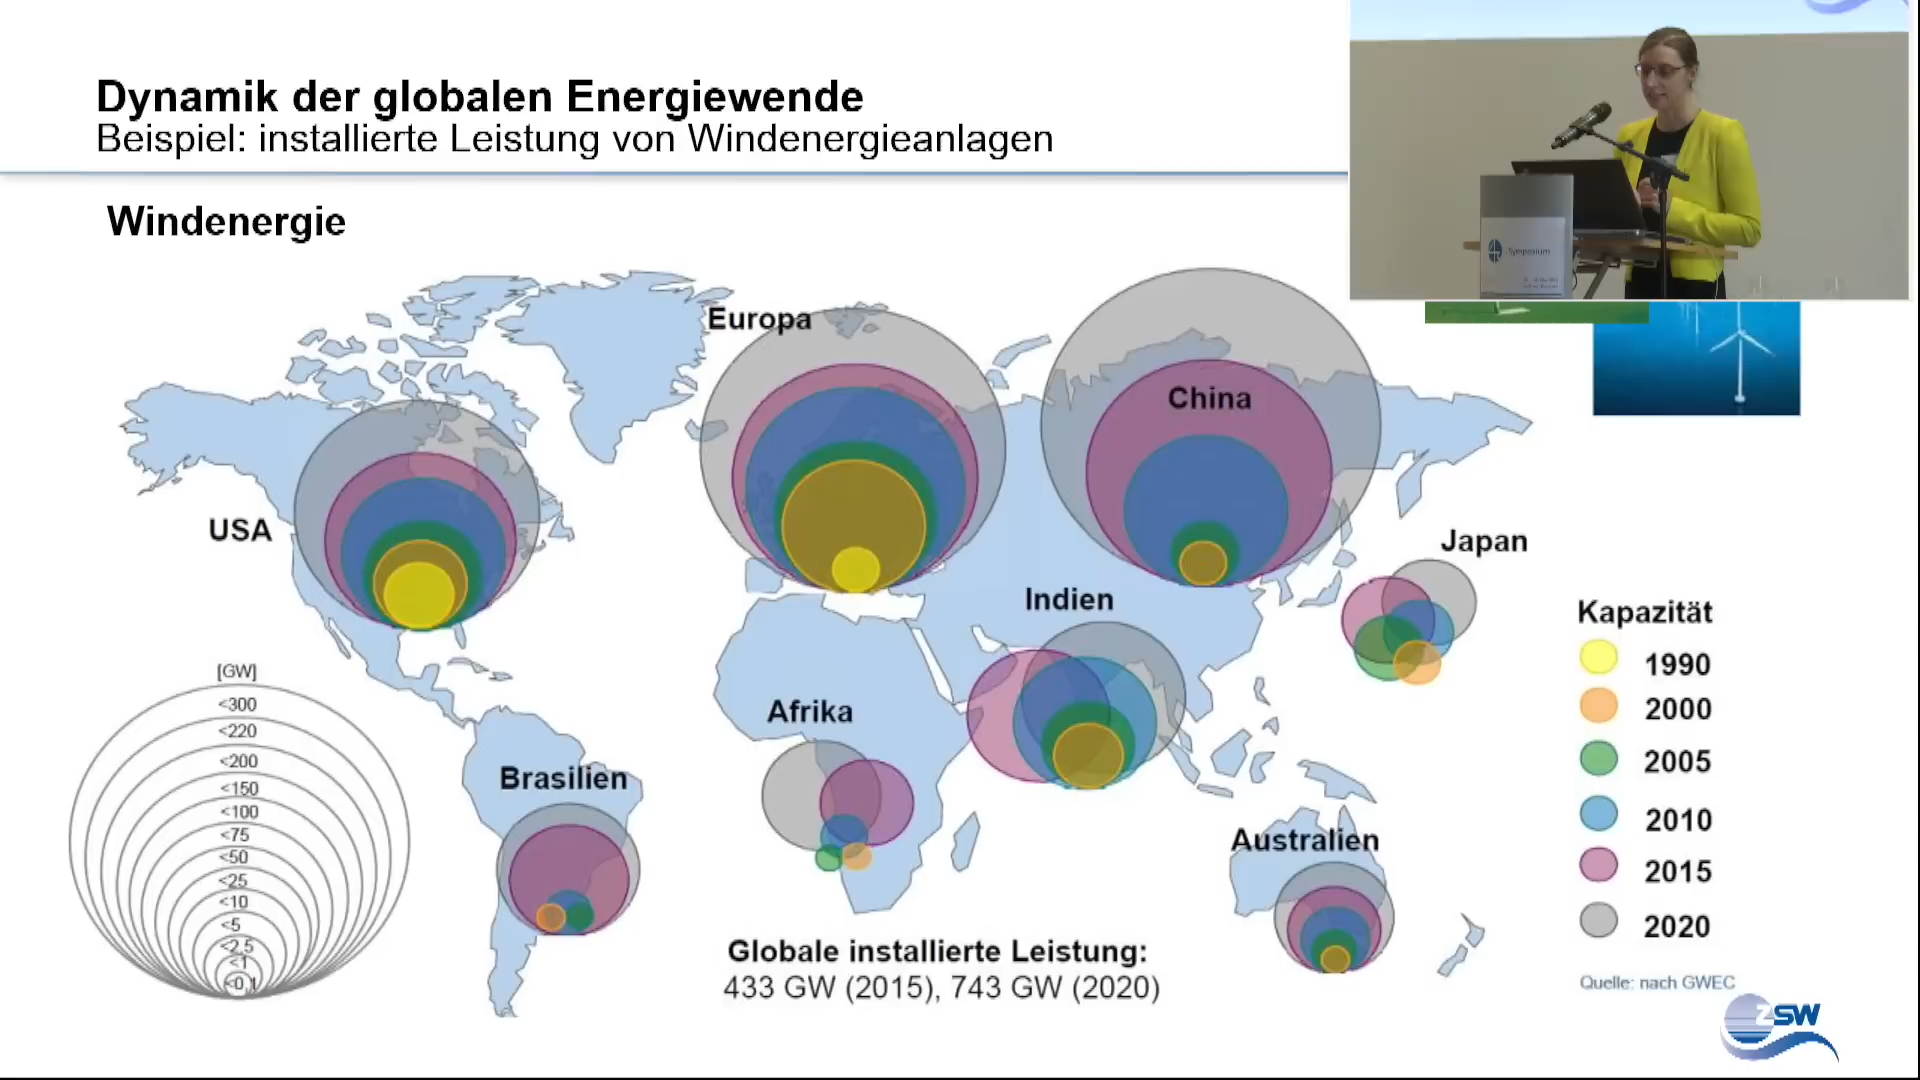 Dynamik der globalen Energiewende
Beispiel: installierte Leistung von Windenergieanlagen
Windenergie
Symposium
Europa
China
USA
Japan
Indien
Kapazität
1990
2000
2005
2010
2015
2020
[GW]
<300
<220
<200
<150
<100
<75
<50
<25
<10
<5
<2,5
<1
<0,1
Afrika
Brasilien
Australien
Globale installierte Leistung:
433 GW (2015), 743 GW (2020)
Quelle: nach GWEC
ZSW